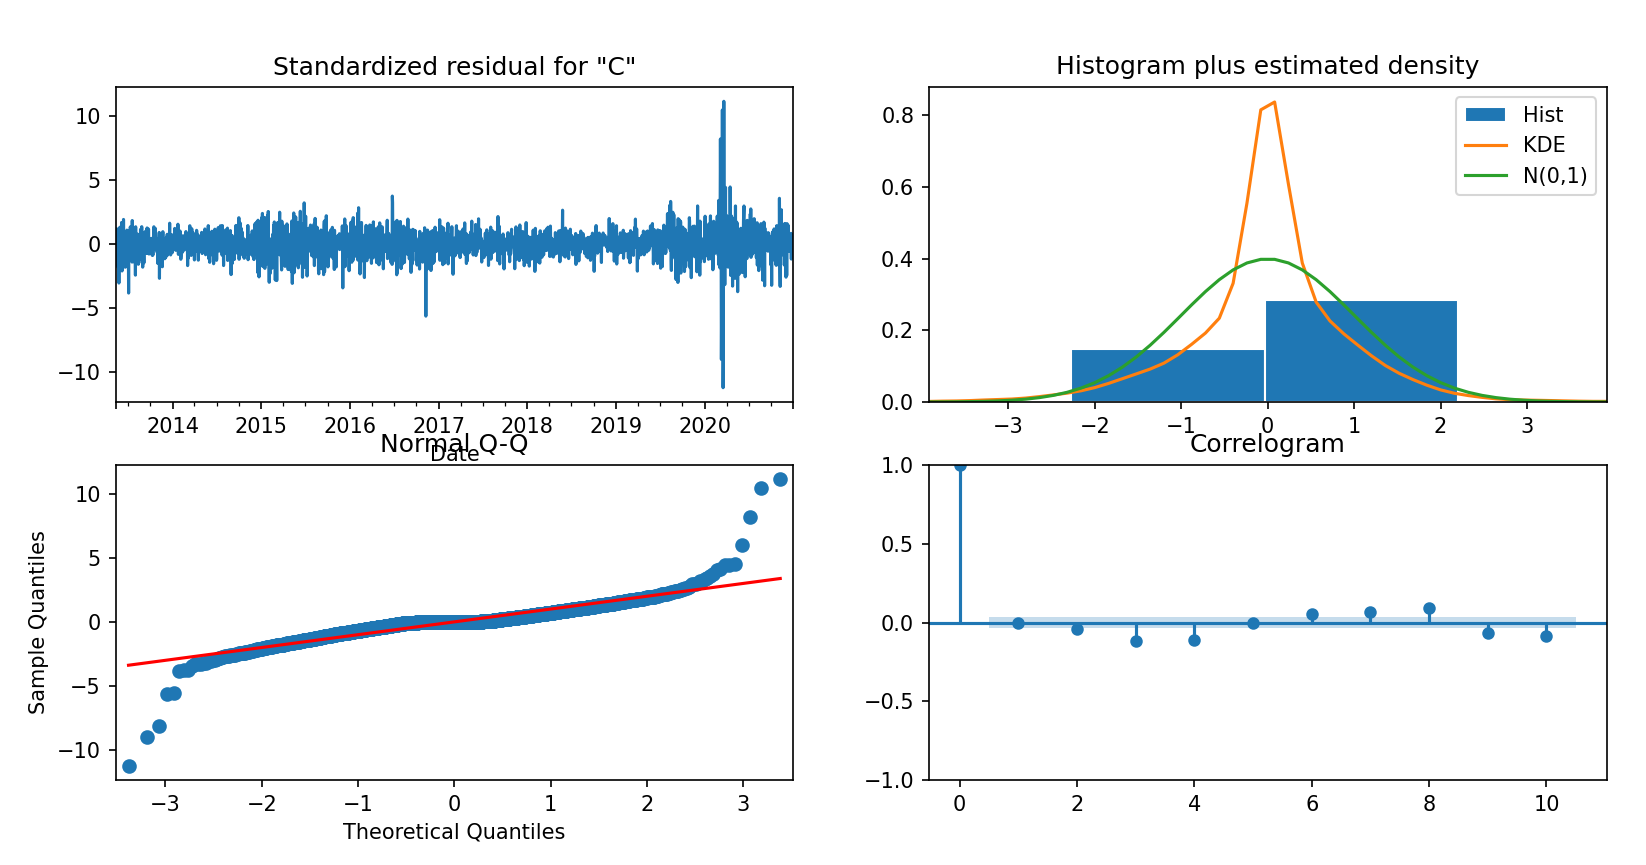 Standardized residual for "C"
10
5
0
−5
−10
2014 2015 2016 2017 2018 2019 2020
Date
Histogram plus estimated density
0.8
0.6
0.4
0.2
0.0
−3 −2 −1 0 1 2 3
Hist
KDE
N(0,1)
Normal Q-Q
Sample Quantiles
10
5
0
−5
−10
−3 −2 −1 0 1 2 3
Theoretical Quantiles
Correlogram
1.0
0.5
0.0
−0.5
−1.0
0 2 4 6 8 10